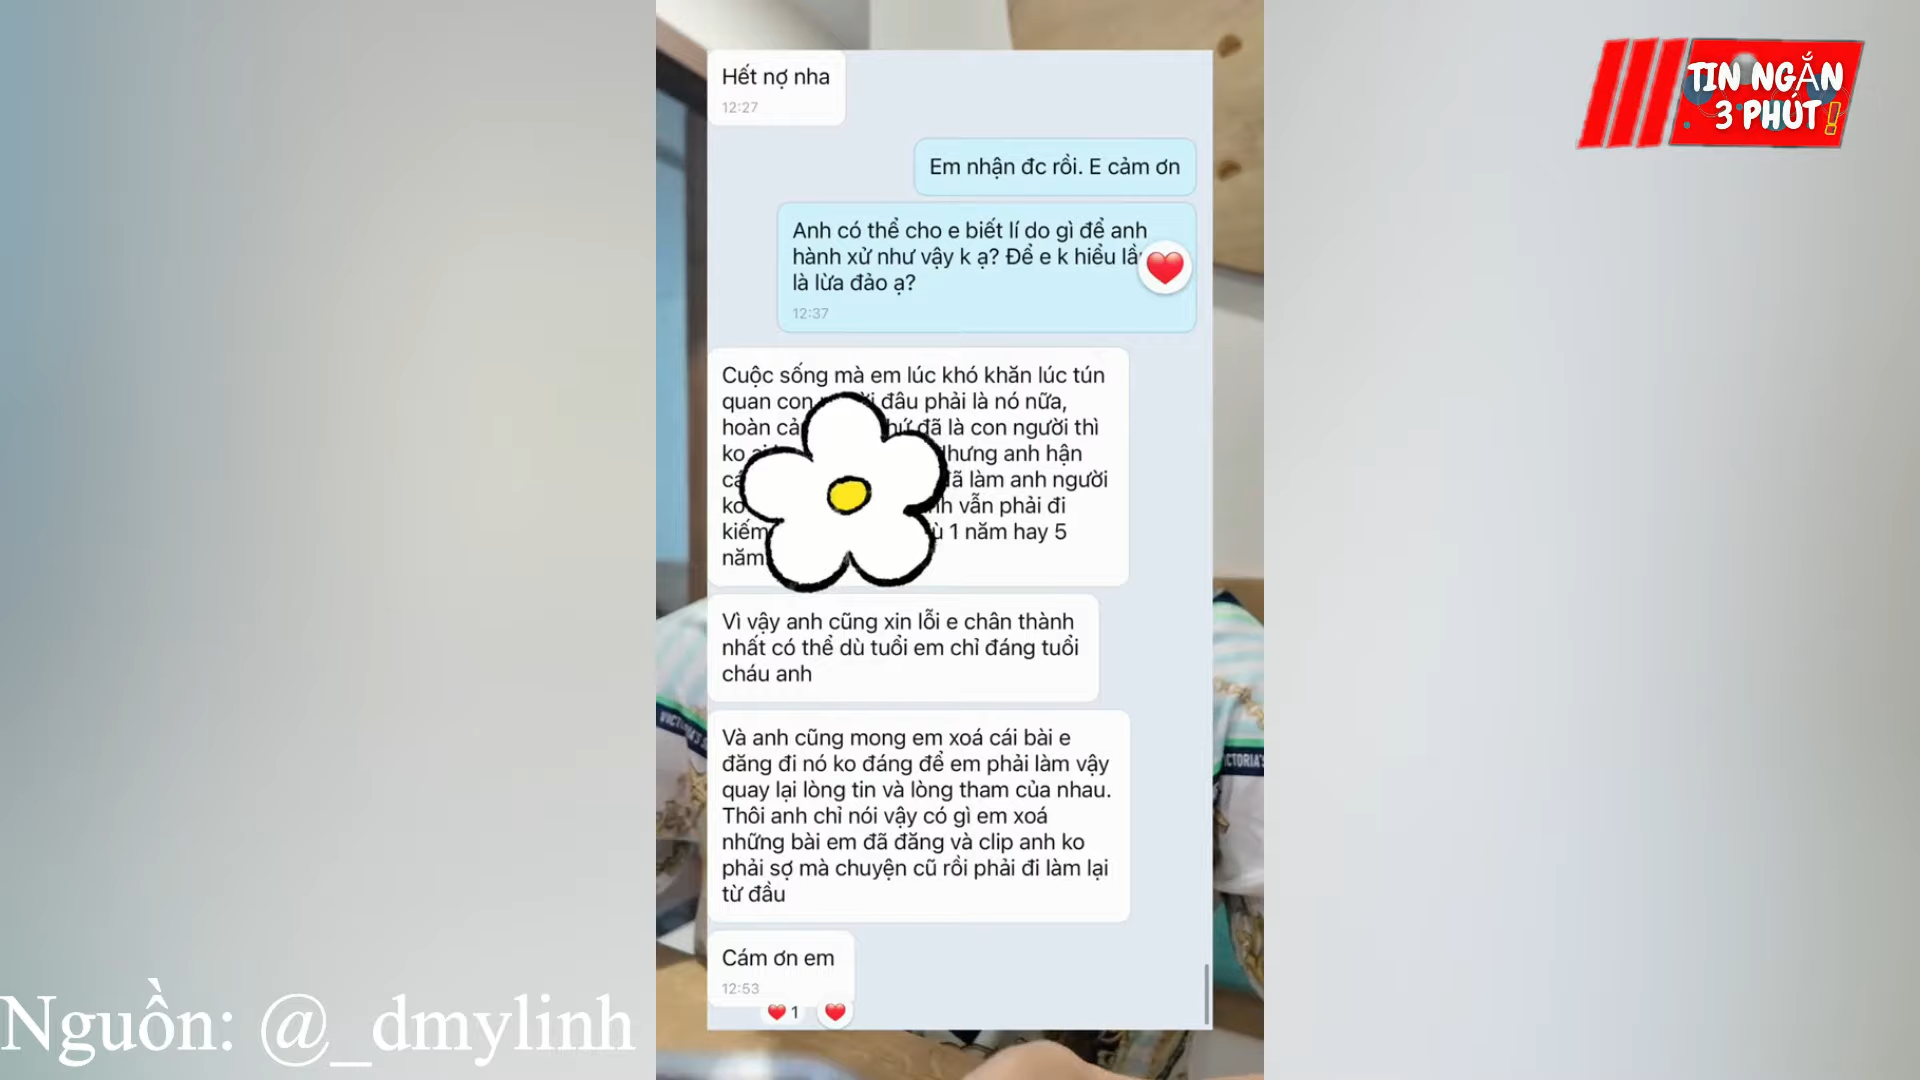 Hết nợ nha
12:27
TIN NGẮN
3 PHÚT!
Em nhận đc rồi. E cảm ơn
Anh có thể cho e biết lí do gì để anh
hành xử như vậy k ạ? Để e k hiểu
là lừa đảo ạ?
12:37
Cuộc sống mà em lúc khó khăn lúc tún
quan con đâu phải là nó nữa,
hoàn đã là con người thì
ko anh hận
làm anh người
ko vẫn phải đi
kiếm 1 năm hay 5
năm
Vì vậy anh cũng xin lỗi e chân thành
nhất có thể dù tuổi em chỉ đáng tuổi
cháu anh
Và anh cũng mong em xoá cái bài e
đăng đi nó ko đáng để em phải làm vậy
quay lại lòng tin và lòng tham của nhau.
Thôi anh chỉ nói vậy có gì em xoá
những bài em đã đăng và clip anh ko
phải sợ mà chuyện cũ rồi phải đi làm lại
từ đầu
Cám ơn em
12:53
1
Nguồn: @_dmylinh